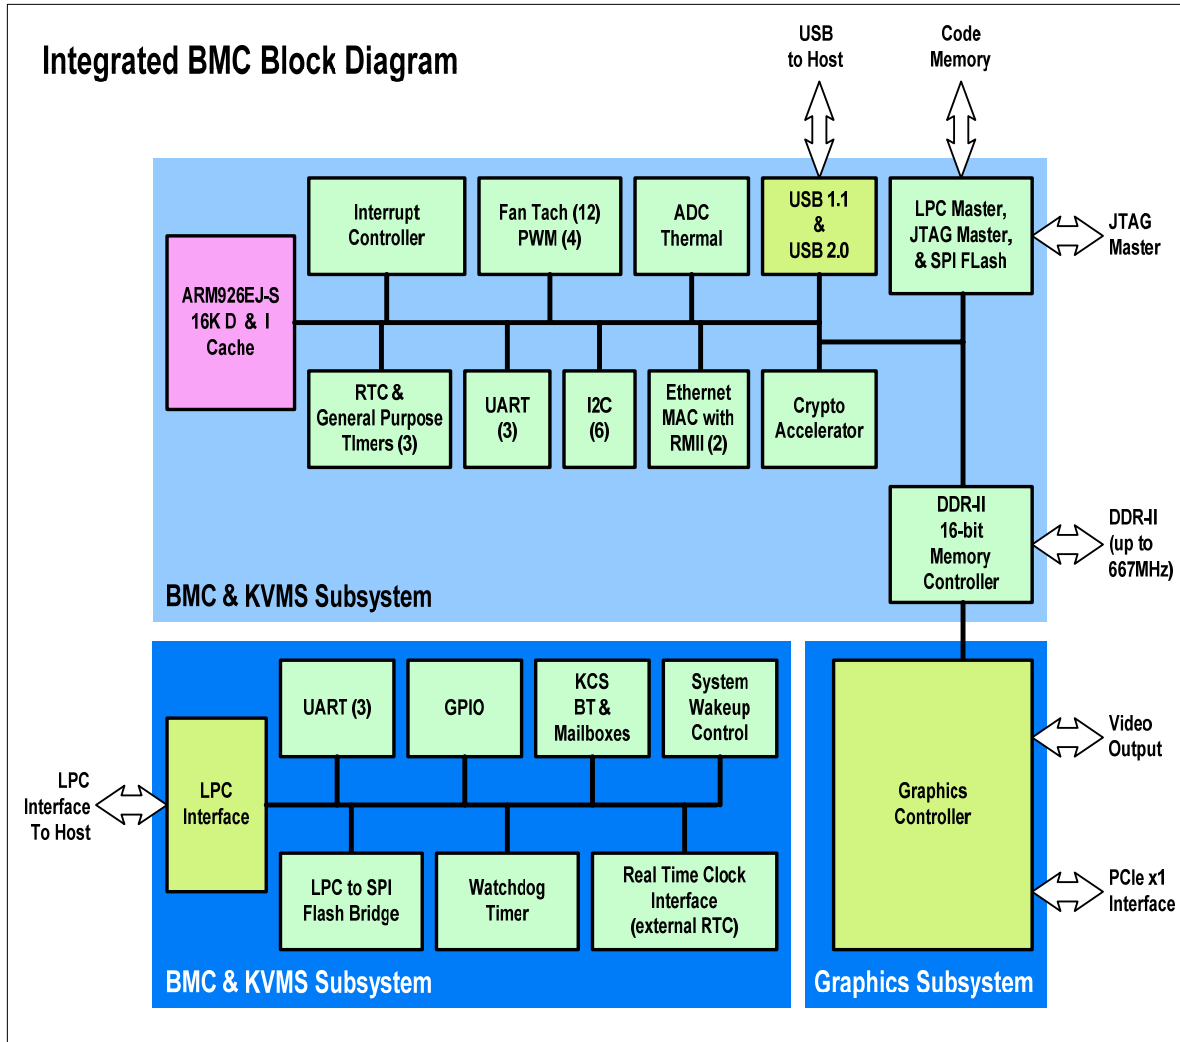 Integrated BMC Block Diagram
USB
to Host
Code
Memory
Interrupt
Controller
Fan Tach (12)
PWM (4)
ADC
Thermal
USB 1.1
&
USB 2.0
LPC Master,
JTAG Master,
& SPI FLash
JTAG
Master
ARM926EJ-S
16K D & I
Cache
RTC &
General Purpose
TImers (3)
UART
(3)
I2C
(6)
Ethernet
MAC with
RMII (2)
Crypto
Accelerator
DDR-II
16-bit
Memory
Controller
DDR-II
(up to
667MHz)
BMC & KVMS Subsystem
UART (3)
GPIO
KCS
BT &
Mailboxes
System
Wakeup
Control
LPC
Interface
To Host
LPC
Interface
LPC to SPI
Flash Bridge
Watchdog
Timer
Real Time Clock
Interface
(external RTC)
BMC & KVMS Subsystem
Graphics
Controller
Video
Output
PCIe x1
Interface
Graphics Subsystem